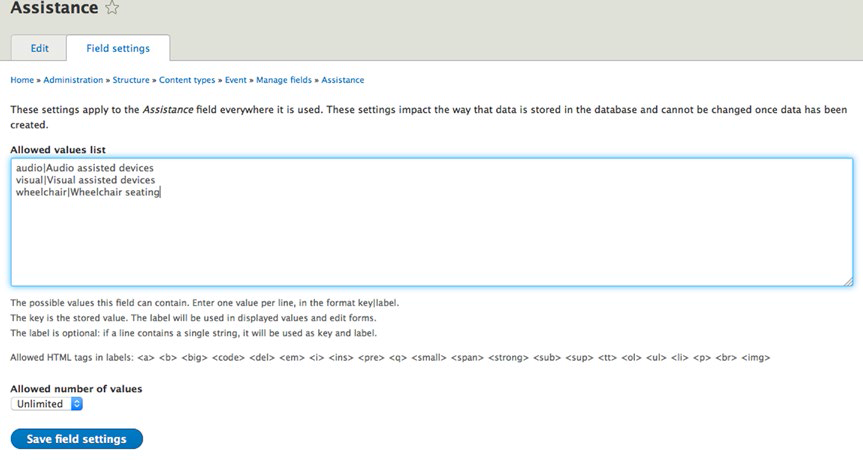 Assistance
Edit
Field settings
Home » Administration » Structure » Content types » Event » Manage fields » Assistance
These settings apply to the Assistance field everywhere it is used. These settings impact the way that data is stored in the database and cannot be changed once data has been
created.
Allowed values list
audio|Audio assisted devices
visual|Visual assisted devices
wheelchair|Wheelchair seating
The possible values this field can contain. Enter one value per line, in the format key|label.
The key is the stored value. The label will be used in displayed values and edit forms.
The label is optional: if a line contains a single string, it will be used as key and label.
Allowed HTML tags in labels: <a> <b> <big> <code> <del> <em> <i> <ins> <pre> <q> <small> <span> <strong> <sub> <sup> <tt> <ol> <ul> <li> <p> <br> <img>
Allowed number of values
Unlimited
Save field settings